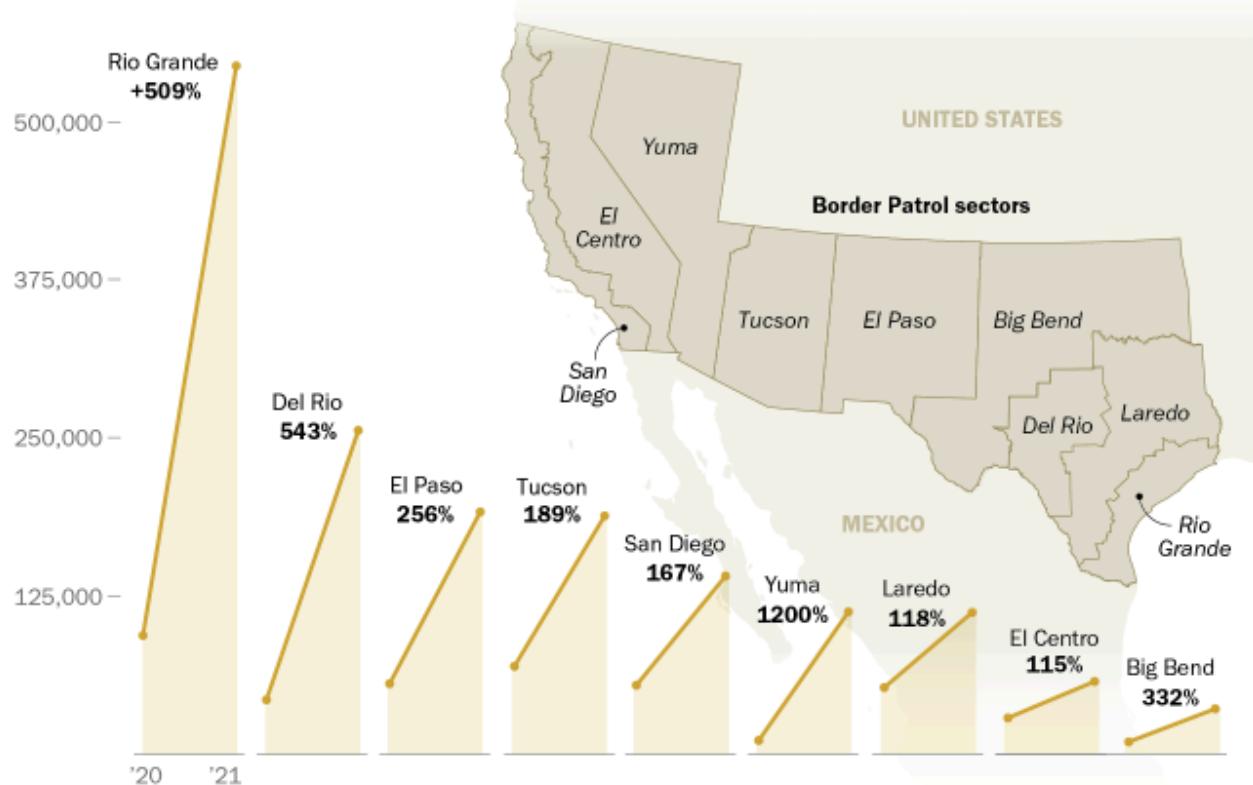 Rio Grande
+509%
500,000
375,000
250,000
125,000
'20
'21
Del Rio
543%
El Paso
256%
Tucson
189%
San Diego
167%
Yuma
1200%
Laredo
118%
El Centro
115%
Big Bend
332%
UNITED STATES
Border Patrol sectors
Yuma
El
Centro
San
Diego
Tucson
El Paso
Big Bend
Del Rio
Laredo
Rio
Grande
MEXICO